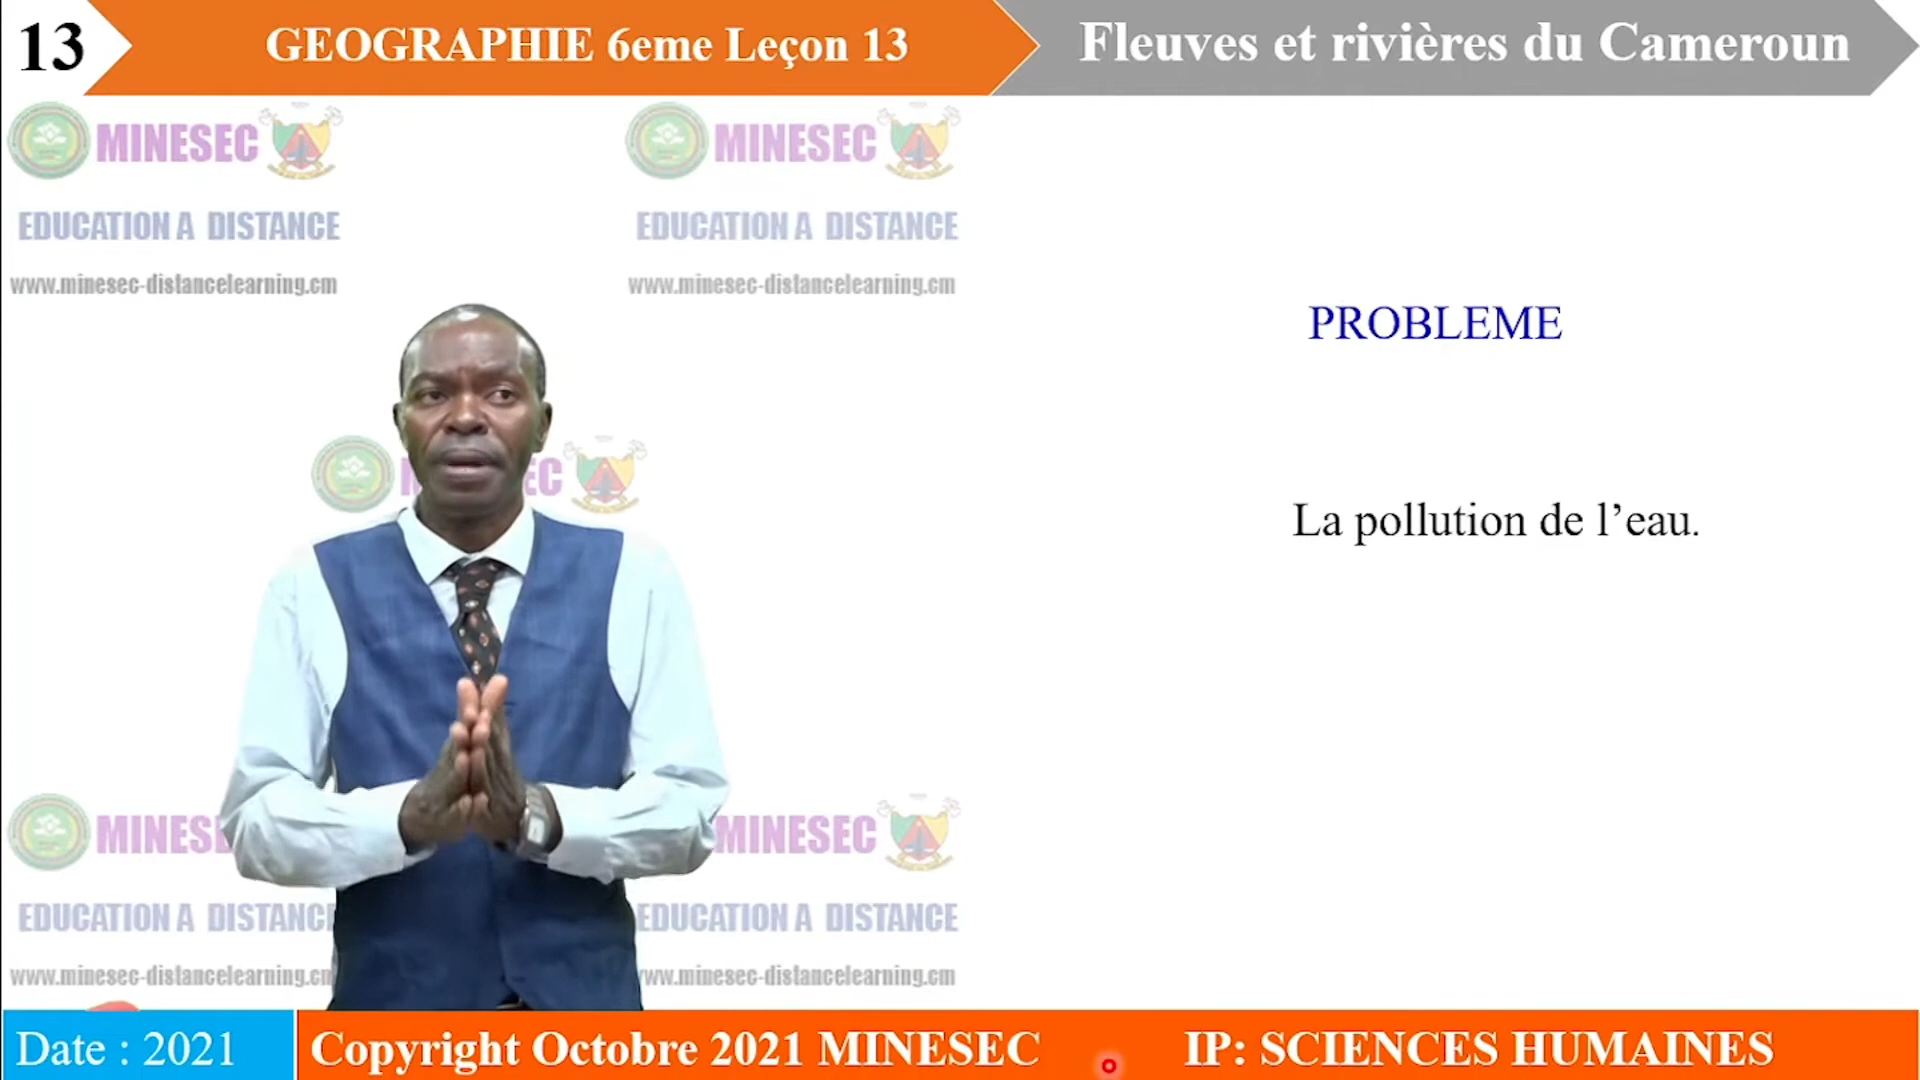 13
GEOGRAPHIE 6eme Leçon 13
Fleuves et rivières du Cameroun
MINESEC
EDUCATION A DISTANCE
www.minesec-distancelearning.cm
MINESEC
EDUCATION A DISTANCE
www.minesec-distancelearning.cm
PROBLEME
La pollution de l’eau.
MINESEC
EDUCATION A DISTANCE
www.minesec-distancelearning.cm
Date : 2021
Copyright Octobre 2021 MINESEC
IP: SCIENCES HUMAINES